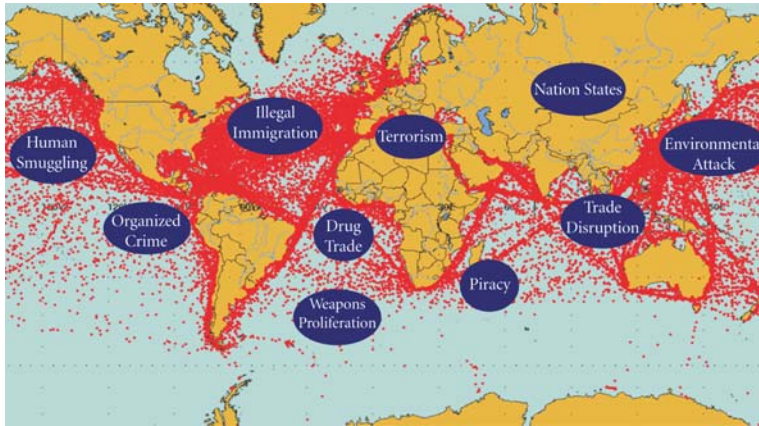 Nation States
Illegal
Immigration
Terrorism
Human
Smuggling
Environmental
Attack
Organized
Crime
Drug
Trade
Trade
Disruption
Piracy
Weapons
Proliferation